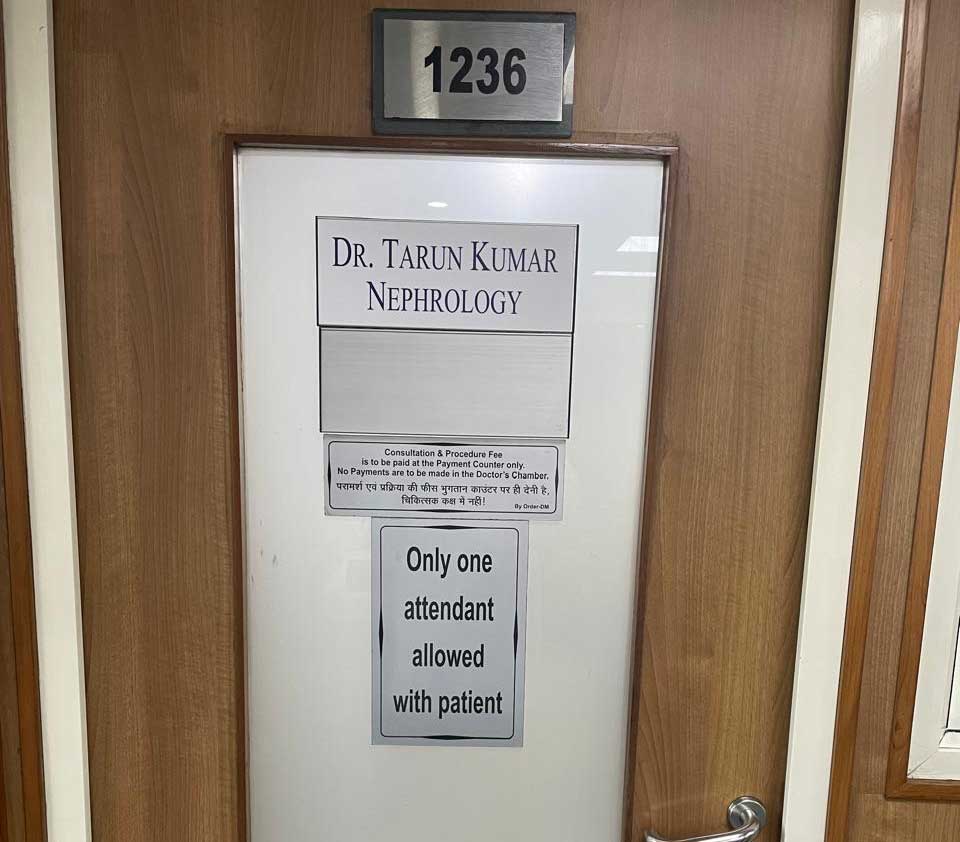 1236
DR. TARUN KUMAR
NEPHROLOGY
Consultation & Procedure Fee
is to be paid at the Payment Counter only.
No Payments are to be made in the Doctor's Chamber.
परामर्श एवं प्रक्रिया की फीस भुगतान काउंटर पर ही देनी है,
चिकित्सक कक्ष में नहीं!
By Order-DM
Only one
attendant
allowed
with patient